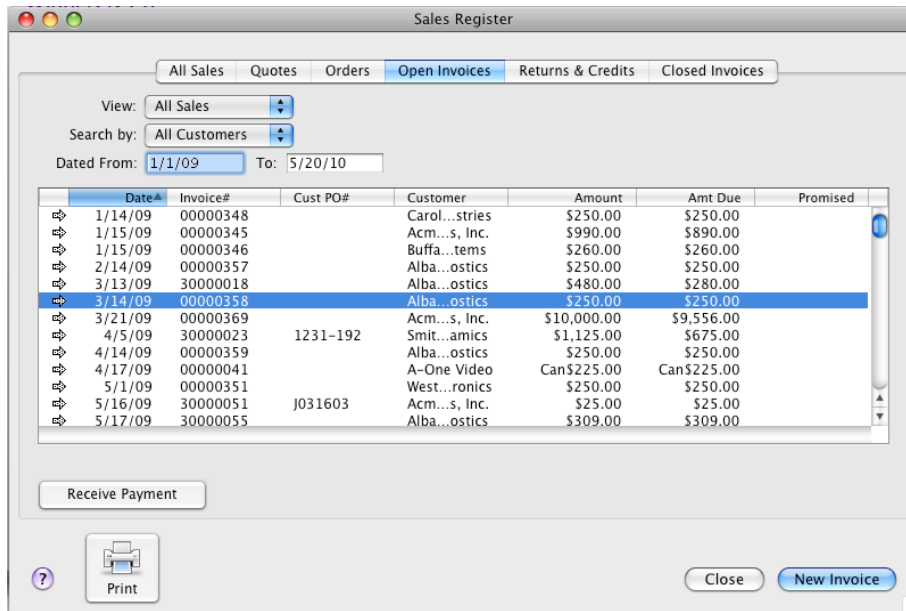 Sales Register
All Sales Quotes Orders Open Invoices Returns & Credits Closed Invoices
View: All Sales
Search by: All Customers
Dated From: 1/1/09 To: 5/20/10
Date Invoice# Cust PO# Customer Amount Amt Due Promised
1/14/09 00000348 Carol...stries $250.00 $250.00
1/15/09 00000345 Acm...s, Inc. $990.00 $890.00
1/15/09 00000346 Buffa...tems $260.00 $260.00
2/14/09 00000357 Alba...ostics $250.00 $250.00
3/13/09 30000018 Alba...ostics $480.00 $280.00
3/14/09 00000358 Alba...ostics $250.00 $250.00
3/21/09 00000369 Acm...s, Inc. $10,000.00 $9,556.00
4/5/09 30000023 1231-192 Smit...amics $1,125.00 $675.00
4/14/09 00000359 Alba...ostics $250.00 $250.00
4/17/09 00000041 A-One Video Can$225.00 Can$225.00
5/1/09 00000351 West...ronics $250.00 $250.00
5/16/09 30000051 J031603 Acm...s, Inc. $25.00 $25.00
5/17/09 30000055 Alba...ostics $309.00 $309.00
Receive Payment
? Print Close New Invoice